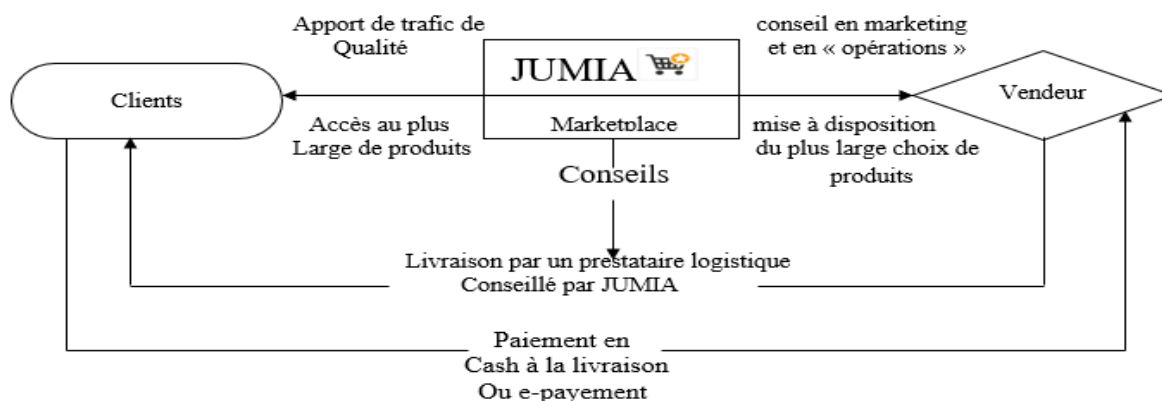 Apport de trafic de
Qualité
conseil en marketing
et en « opérations »
JUMIA
Clients
Vendeur
Marketplace
Accès au plus
Large de produits
mise à disposition
du plus large choix de
produits
Conseils
Livraison par un prestataire logistique
Conseillé par JUMIA
Paiement en
Cash à la livraison
Ou e-payement